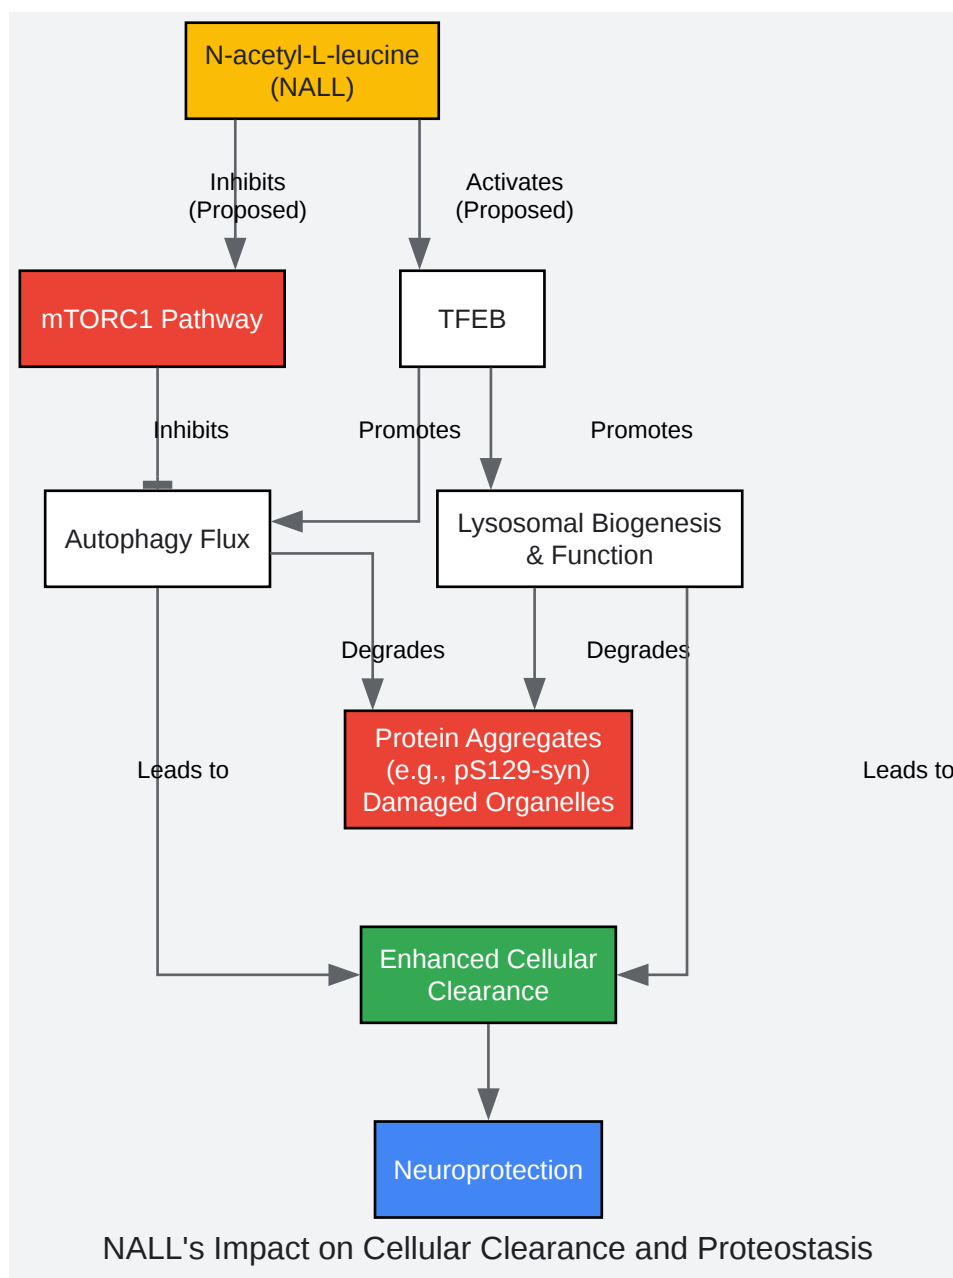 N-acetyl-L-leucine
(NALL)
Inhibits
(Proposed)
Activates
(Proposed)
mTORC1 Pathway
TFEB
Inhibits
Promotes
Promotes
Autophagy Flux
Lysosomal Biogenesis
& Function
Degrades
Degrades
Protein Aggregates
(e.g., pS129-syn)
Damaged Organelles
Leads to
Leads to
Enhanced Cellular
Clearance
Neuroprotection
NALL's Impact on Cellular Clearance and Proteostasis